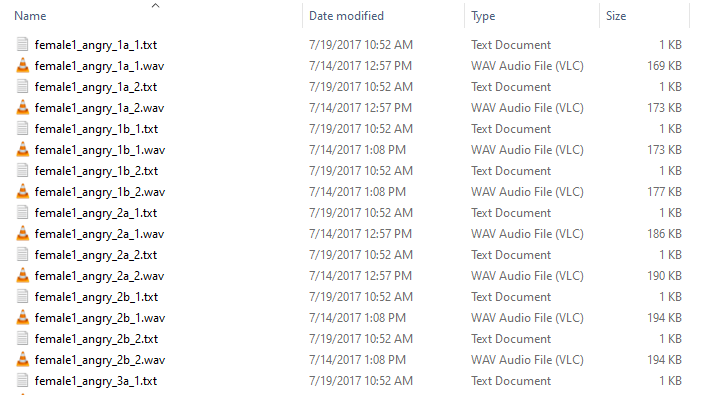 Name Date modified Type Size
female1_angry_1a_1.txt 7/19/2017 10:52 AM Text Document 1 KB
female1_angry_1a_1.wav 7/14/2017 12:57 PM WAV Audio File (VLC) 169 KB
female1_angry_1a_2.txt 7/19/2017 10:52 AM Text Document 1 KB
female1_angry_1a_2.wav 7/14/2017 12:57 PM WAV Audio File (VLC) 173 KB
female1_angry_1b_1.txt 7/19/2017 10:52 AM Text Document 1 KB
female1_angry_1b_1.wav 7/14/2017 1:08 PM WAV Audio File (VLC) 173 KB
female1_angry_1b_2.txt 7/19/2017 10:52 AM Text Document 1 KB
female1_angry_1b_2.wav 7/14/2017 1:08 PM WAV Audio File (VLC) 177 KB
female1_angry_2a_1.txt 7/19/2017 10:52 AM Text Document 1 KB
female1_angry_2a_1.wav 7/14/2017 12:57 PM WAV Audio File (VLC) 186 KB
female1_angry_2a_2.txt 7/19/2017 10:52 AM Text Document 1 KB
female1_angry_2a_2.wav 7/14/2017 12:57 PM WAV Audio File (VLC) 190 KB
female1_angry_2b_1.txt 7/19/2017 10:52 AM Text Document 1 KB
female1_angry_2b_1.wav 7/14/2017 1:08 PM WAV Audio File (VLC) 194 KB
female1_angry_2b_2.txt 7/19/2017 10:52 AM Text Document 1 KB
female1_angry_2b_2.wav 7/14/2017 1:08 PM WAV Audio File (VLC) 194 KB
female1_angry_3a_1.txt 7/19/2017 10:52 AM Text Document 1 KB